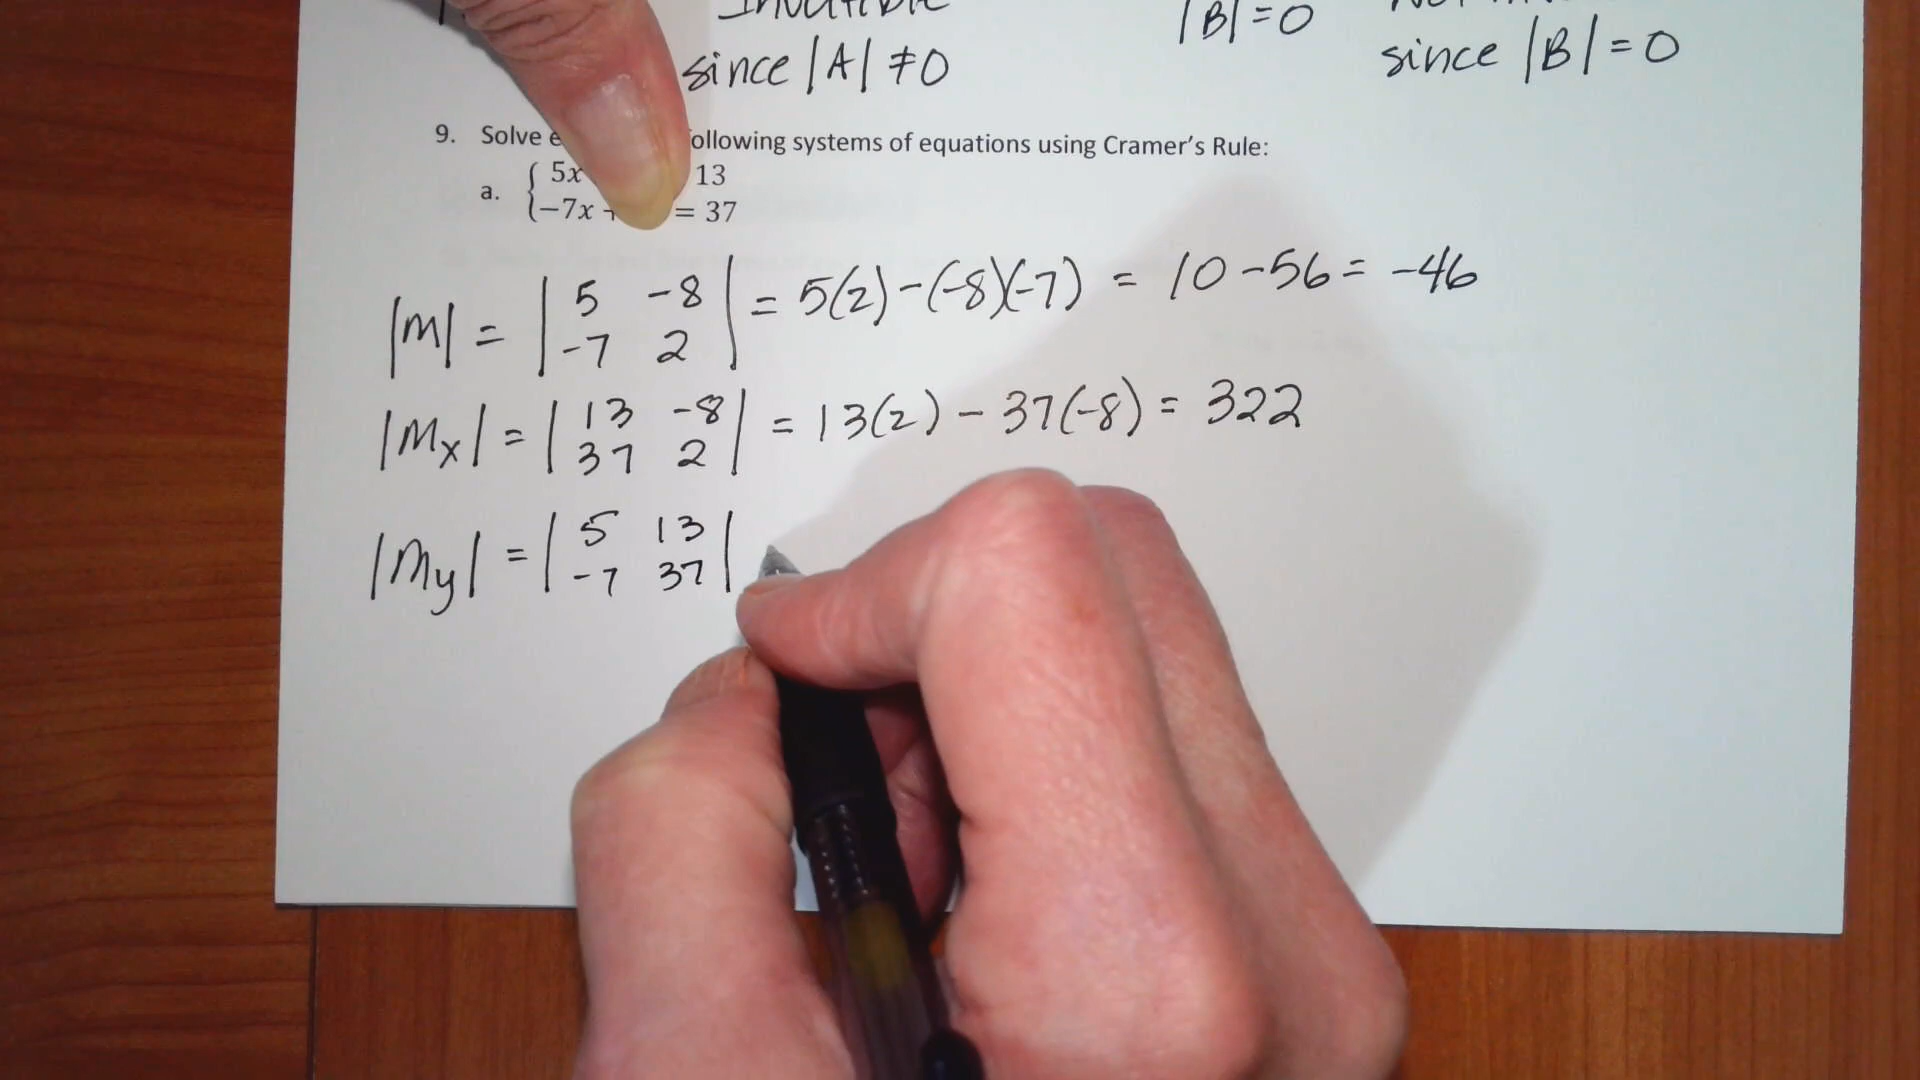 since |A| ≠ 0
|B| = 0
since |B| = 0
9. Solve ollowing systems of equations using Cramer's Rule:
a. { 5x 13
−7x = 37
|M| = | 5 -8 | = 5(2) - (-8)(-7) = 10 - 56 = -46
| -7 2 |
|Mx| = | 13 -8 | = 13(2) - 37(-8) = 322
| 37 2 |
|My| = | 5 13 |
| -7 37 |